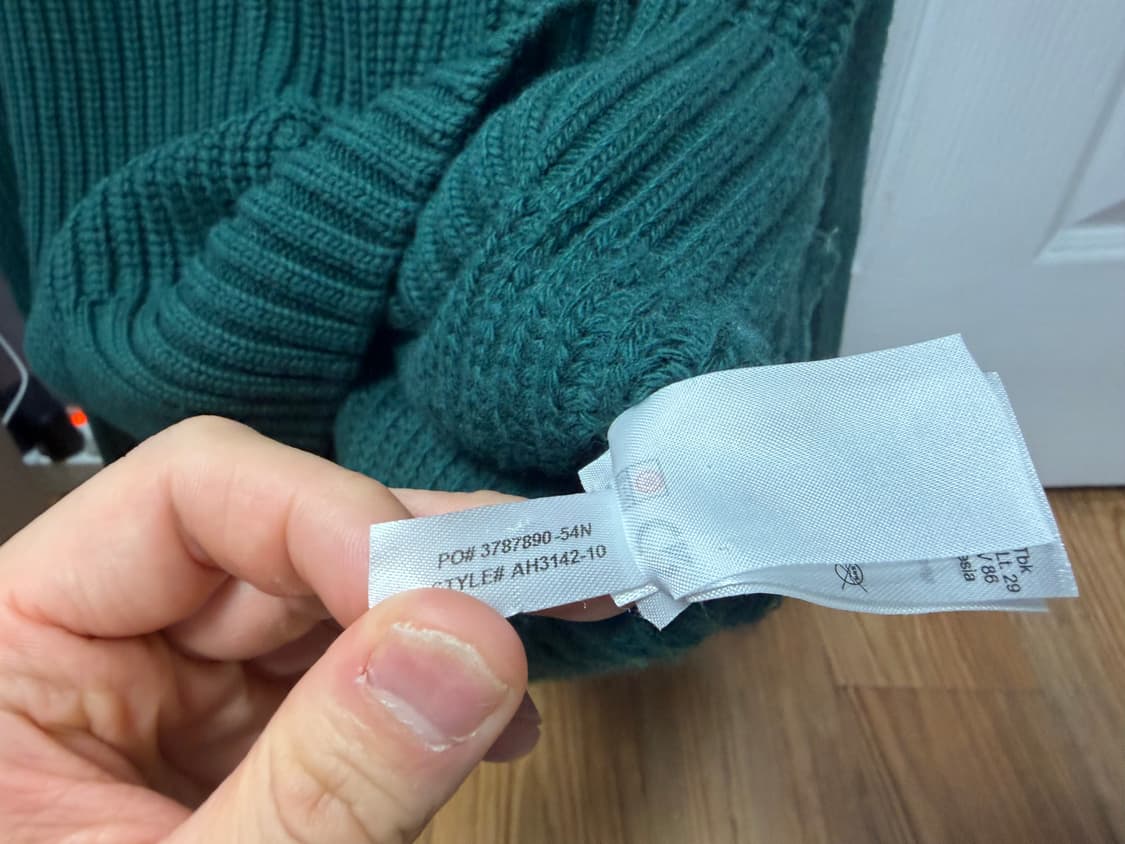 PO# 3787890-54N
STYLE# AH3142-10
Tbk
Lt. 29
V 86
esia